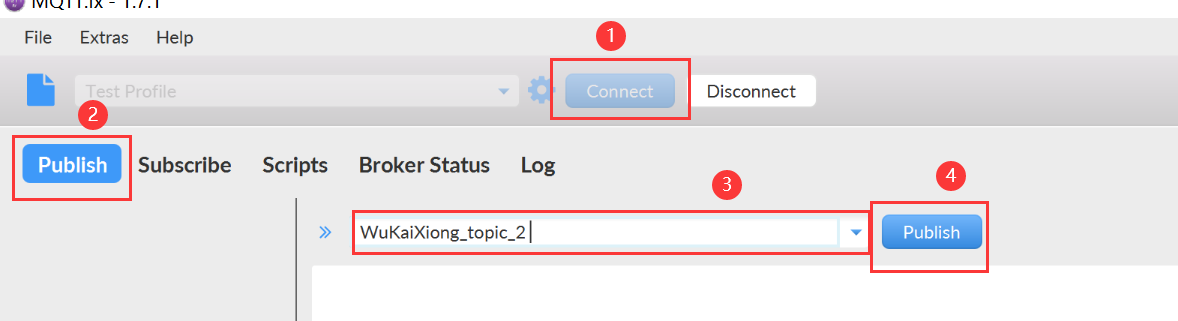 MQTT.fx - 1.7.1
File Extras Help
1
Test Profile Connect Disconnect
2
Publish Subscribe Scripts Broker Status Log
3 4
» WuKaiXiong_topic_2 Publish